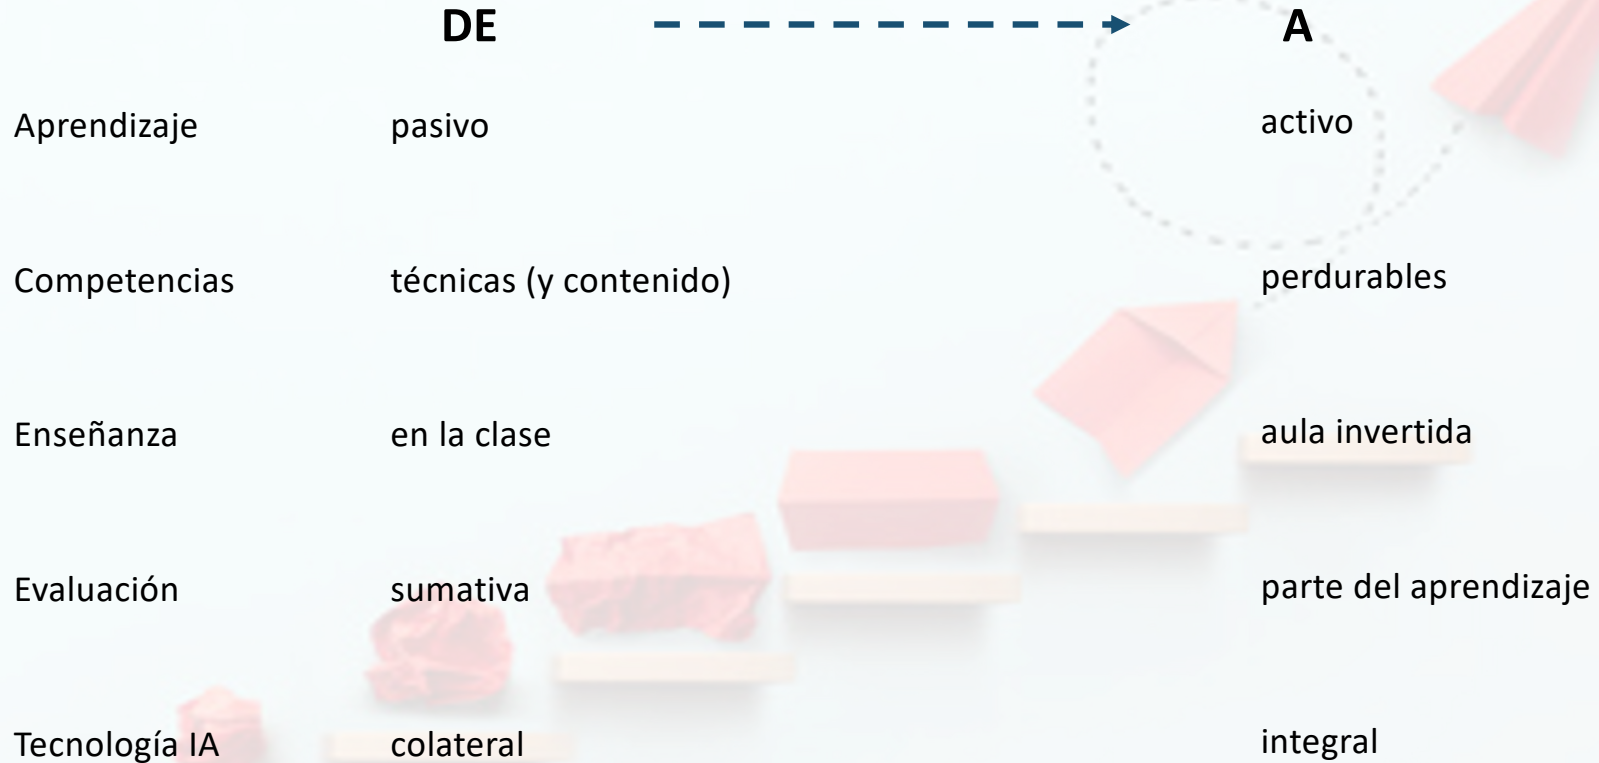 DE A
Aprendizaje pasivo activo
Competencias técnicas (y contenido) perdurables
Enseñanza en la clase aula invertida
Evaluación sumativa parte del aprendizaje
Tecnología IA colateral integral